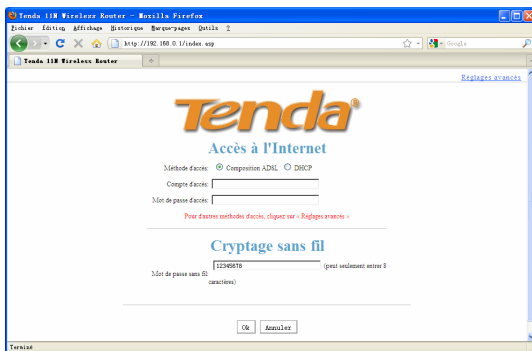 Tenda 11N Wireless Router - Mozilla Firefox
Fichier Édition Affichage Historique Marque-pages Outils ?
http://192.168.0.1/index.asp
Google
Tenda 11N Wireless Router
Réglages avancés
Tenda®
Accès à l'Internet
Méthode d'accès: Composition ADSL DHCP
Compte d'accès:
Mot de passe d'accès:
Pour d'autres méthodes d'accès, cliquez sur « Réglages avancés »
Cryptage sans fil
12345678 (peut seulement entrer 8
Mot de passe sans fil:
caractères)
Ok Annuler
Terminé